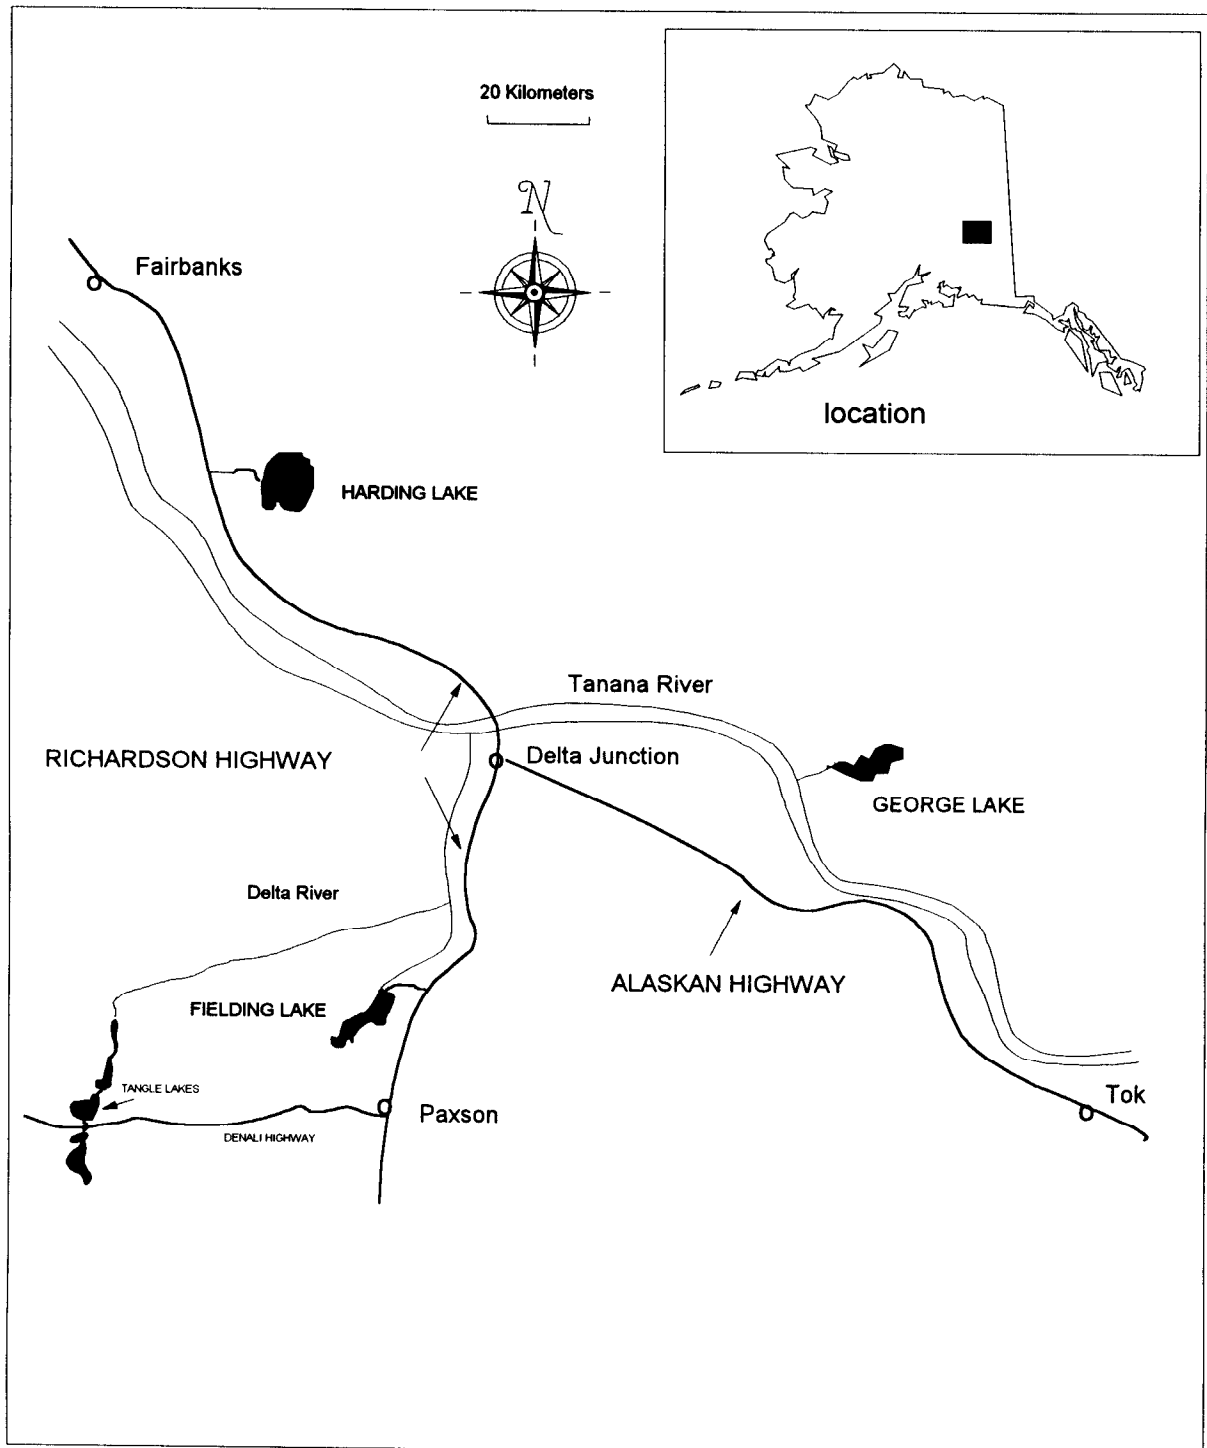 20 Kilometers
N
Fairbanks
location
HARDING LAKE
Tanana River
RICHARDSON HIGHWAY
Delta Junction
GEORGE LAKE
Delta River
ALASKAN HIGHWAY
FIELDING LAKE
TANGLE LAKES
Tok
Paxson
DENALI HIGHWAY